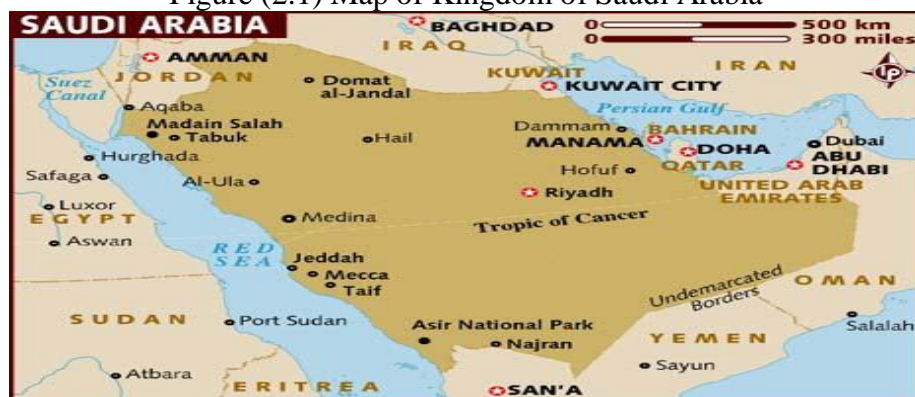 Figure (2.1) Map of Kingdom of Saudi Arabia
SAUDI ARABIA
BAGHDAD
0 500 km
0 300 miles
IRAQ
AMMAN
JORDAN
Suez
Canal
Domat
al-Jandal
KUWAIT
KUWAIT CITY
IRAN
LP
Aqaba
Madain Salah
Tabuk
Hail
Persian Gulf
Dammam
BAHRAIN
MANAMA
DOHA
QATAR
Dubai
ABU
DHABI
Hurghada
Safaga
Al-Ula
Hofuf
Riyadh
UNITED ARAB
EMIRATES
Luxor
EGYPT
Aswan
Medina
Tropic of Cancer
RED
SEA
Jeddah
Mecca
Taif
Undemarcated
Borders
OMAN
SUDAN
Port Sudan
Asir National Park
Najran
YEMEN
Salalah
Sayun
Atbara
ERITREA
SAN'A